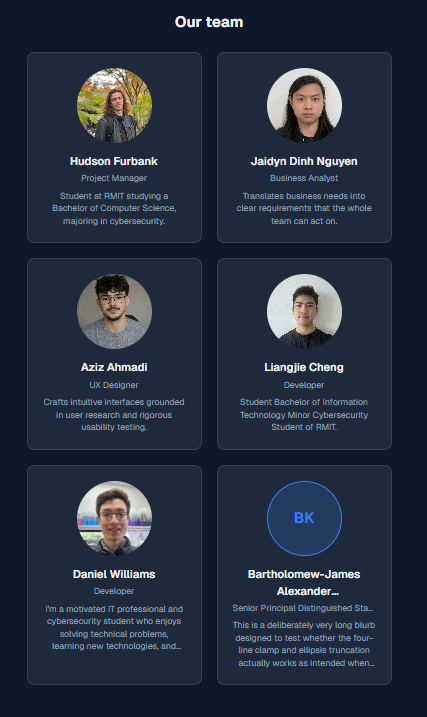 Our team
Hudson Furbank
Project Manager
Student at RMIT studying a
Bachelor of Computer Science,
majoring in cybersecurity.
Jaidyn Dinh Nguyen
Business Analyst
Translates business needs into
clear requirements that the whole
team can act on.
Aziz Ahmadi
UX Designer
Crafts intuitive interfaces grounded
in user research and rigorous
usability testing.
Liangjie Cheng
Developer
Student Bachelor of Information
Technology Minor Cybersecurity
Student of RMIT.
Daniel Williams
Developer
I'm a motivated IT professional and
cybersecurity student who enjoys
solving technical problems,
learning new technologies, and...
BK
Bartholomew-James
Alexander...
Senior Principal Distinguished Sta...
This is a deliberately very long blurb
designed to test whether the four-
line clamp and ellipsis truncation
actually works as intended when...